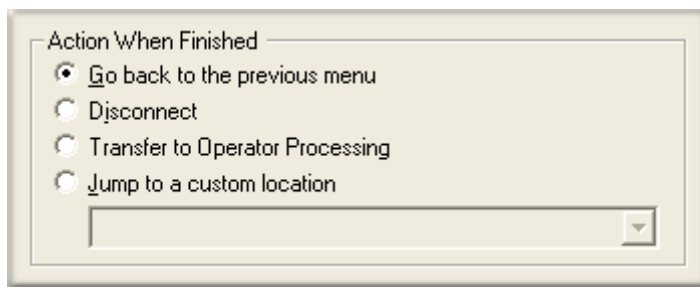 Action When Finished
Go back to the previous menu
Disconnect
Transfer to Operator Processing
Jump to a custom location